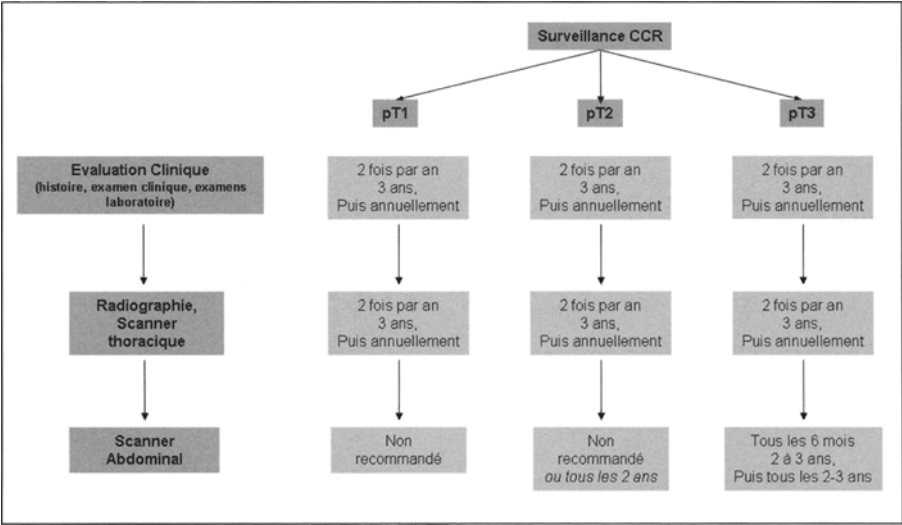 Surveillance CCR
pT1
pT2
pT3
Evaluation Clinique
(histoire, examen clinique, examens
laboratoire)
2 fois par an
3 ans,
Puis annuellement
2 fois par an
3 ans,
Puis annuellement
2 fois par an
3 ans,
Puis annuellement
Radiographie,
Scanner
thoracique
2 fois par an
3 ans,
Puis annuellement
2 fois par an
3 ans,
Puis annuellement
2 fois par an
3 ans,
Puis annuellement
Scanner
Abdominal
Non
recommandé
Non
recommandé
ou tous les 2 ans
Tous les 6 mois
2 à 3 ans,
Puis tous les 2-3 ans